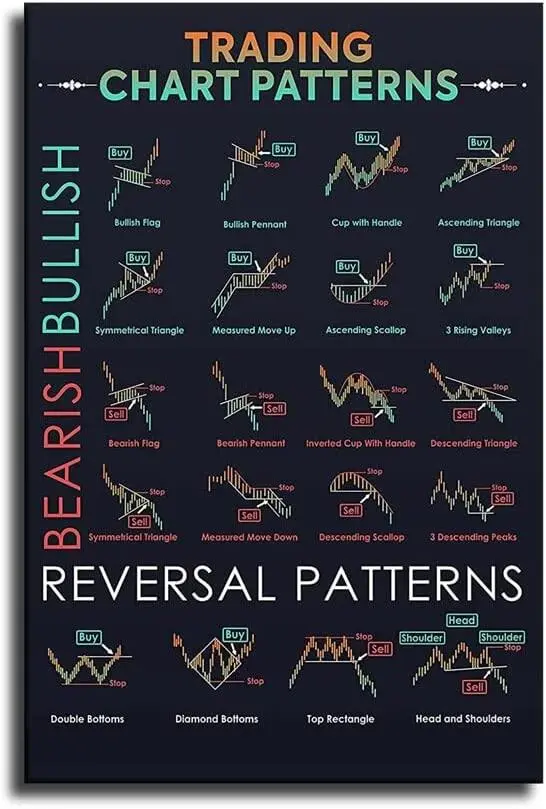 TRADING
CHART PATTERNS
BULLISH
Buy
Stop
Bullish Flag
Buy
Stop
Bullish Pennant
Buy
Stop
Cup with Handle
Buy
Stop
Ascending Triangle
Buy
Stop
Symmetrical Triangle
Buy
Stop
Measured Move Up
Buy
Stop
Ascending Scallop
Buy
Stop
3 Rising Valleys
BEARISH
Stop
Sell
Bearish Flag
Stop
Sell
Bearish Pennant
Stop
Sell
Inverted Cup With Handle
Stop
Sell
Descending Triangle
Stop
Sell
Symmetrical Triangle
Stop
Sell
Measured Move Down
Stop
Sell
Descending Scallop
Stop
Sell
3 Descending Peaks
REVERSAL PATTERNS
Buy
Stop
Double Bottoms
Buy
Stop
Diamond Bottoms
Stop
Sell
Top Rectangle
Head
Shoulder
Shoulder
Stop
Sell
Head and Shoulders